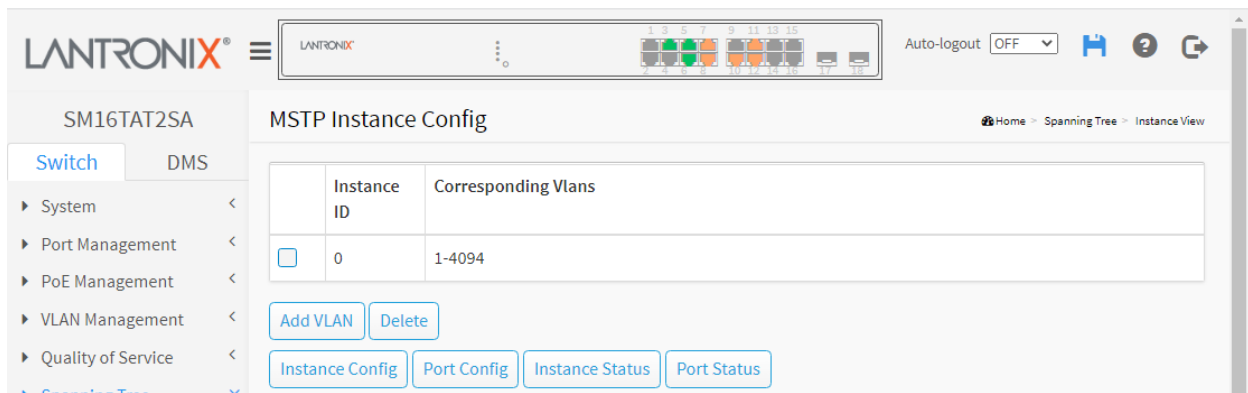 LANTRONIX®
LANTRONIX
1 3 5 7 9 11 13 15
2 4 6 8 10 12 14 16 17 18
Auto-logout OFF
SM16TAT2SA
Switch DMS
System
Port Management
PoE Management
VLAN Management
Quality of Service
Spanning Tree
MSTP Instance Config
Home > Spanning Tree > Instance View
Instance ID Corresponding Vlans
0 1-4094
Add VLAN Delete
Instance Config Port Config Instance Status Port Status